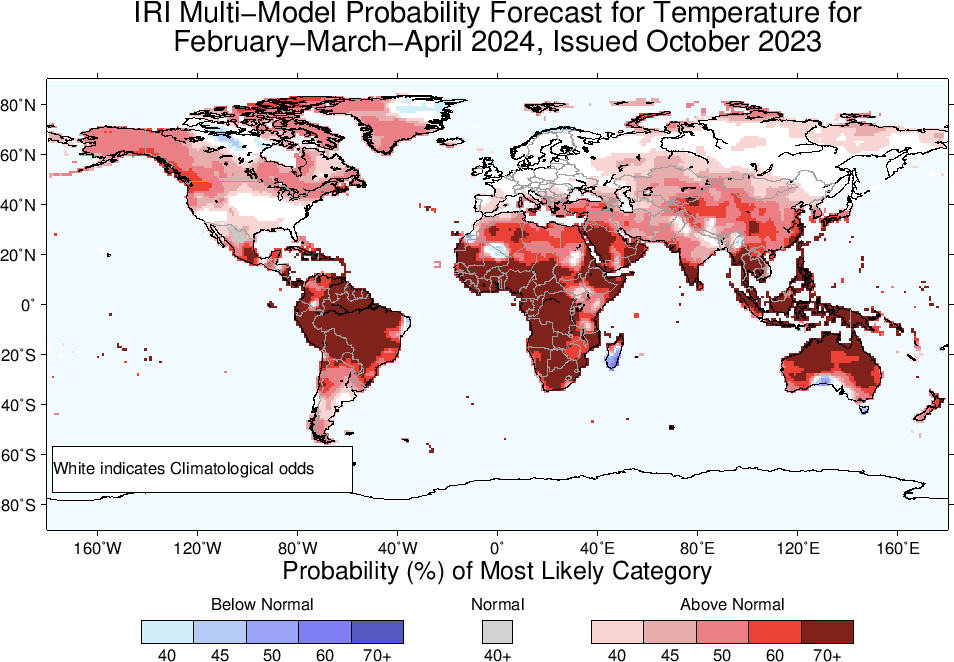 IRI Multi−Model Probability Forecast for Temperature for
February−March−April 2024, Issued October 2023
80˚N
60˚N
40˚N
20˚N
0˚
20˚S
40˚S
60˚S
80˚S
White indicates Climatological odds
160˚W 120˚W 80˚W 40˚W 0˚ 40˚E 80˚E 120˚E 160˚E
Probability (%) of Most Likely Category
Below Normal Normal Above Normal
40 45 50 60 70+ 40+ 40 45 50 60 70+